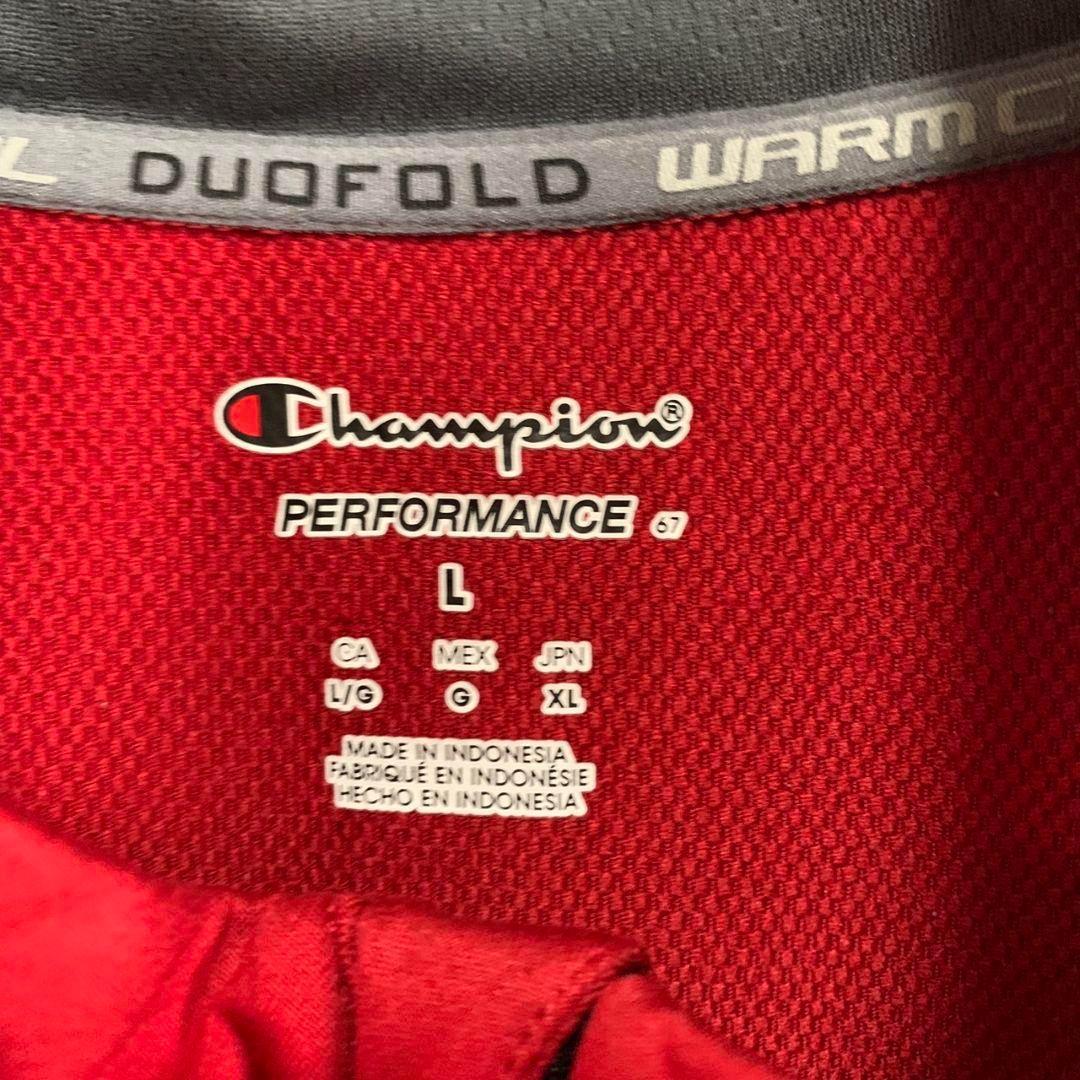 DUOFOLD WARM
Champion®
PERFORMANCE 67
L
CA MEX JPN
L/G G XL
MADE IN INDONESIA
FABRIQUÉ EN INDONÉSIE
HECHO EN INDONESIA